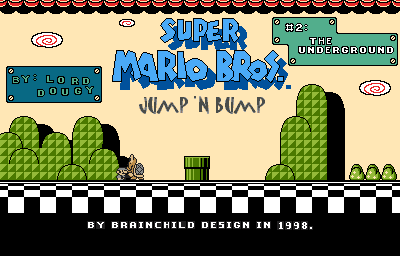 SUPER
MARIO BROS.
JUMP 'N BUMP
#2:
THE
UNDERGROUND
BY: LORD
DOUGY
BY BRAINCHILD DESIGN IN 1998.